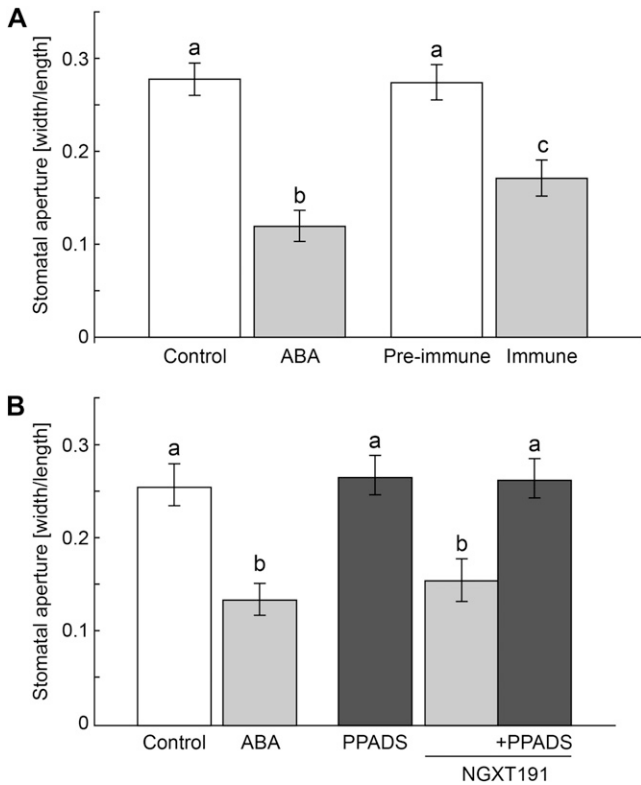 A
Stomatal aperture [width/length]
0.3
0.2
0.1
0
a
b
a
c
Control
ABA
Pre-immune
Immune
B
Stomatal aperture [width/length]
0.3
0.2
0.1
0
a
b
a
b
a
Control
ABA
PPADS
+PPADS
NGXT191